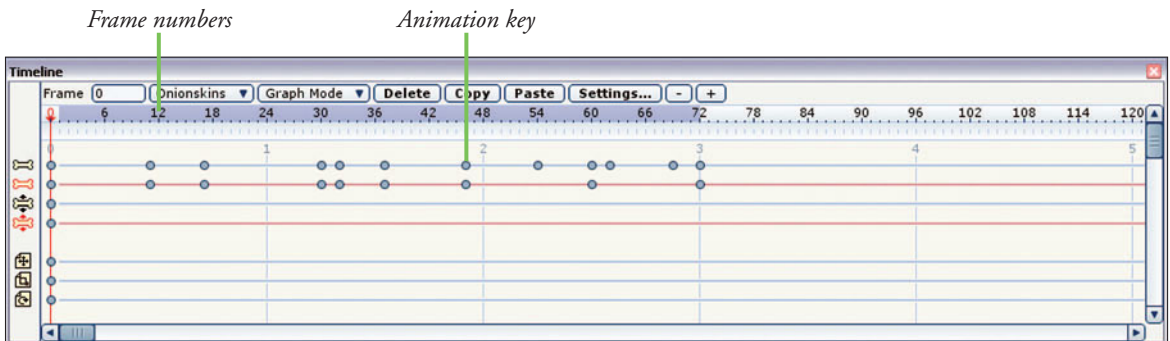 Frame numbers Animation key
Timeline
Frame 0 Onionskins Graph Mode Delete Copy Paste Settings... - +
0 6 12 18 24 30 36 42 48 54 60 66 72 78 84 90 96 102 108 114 120
0 1 2 3 4 5